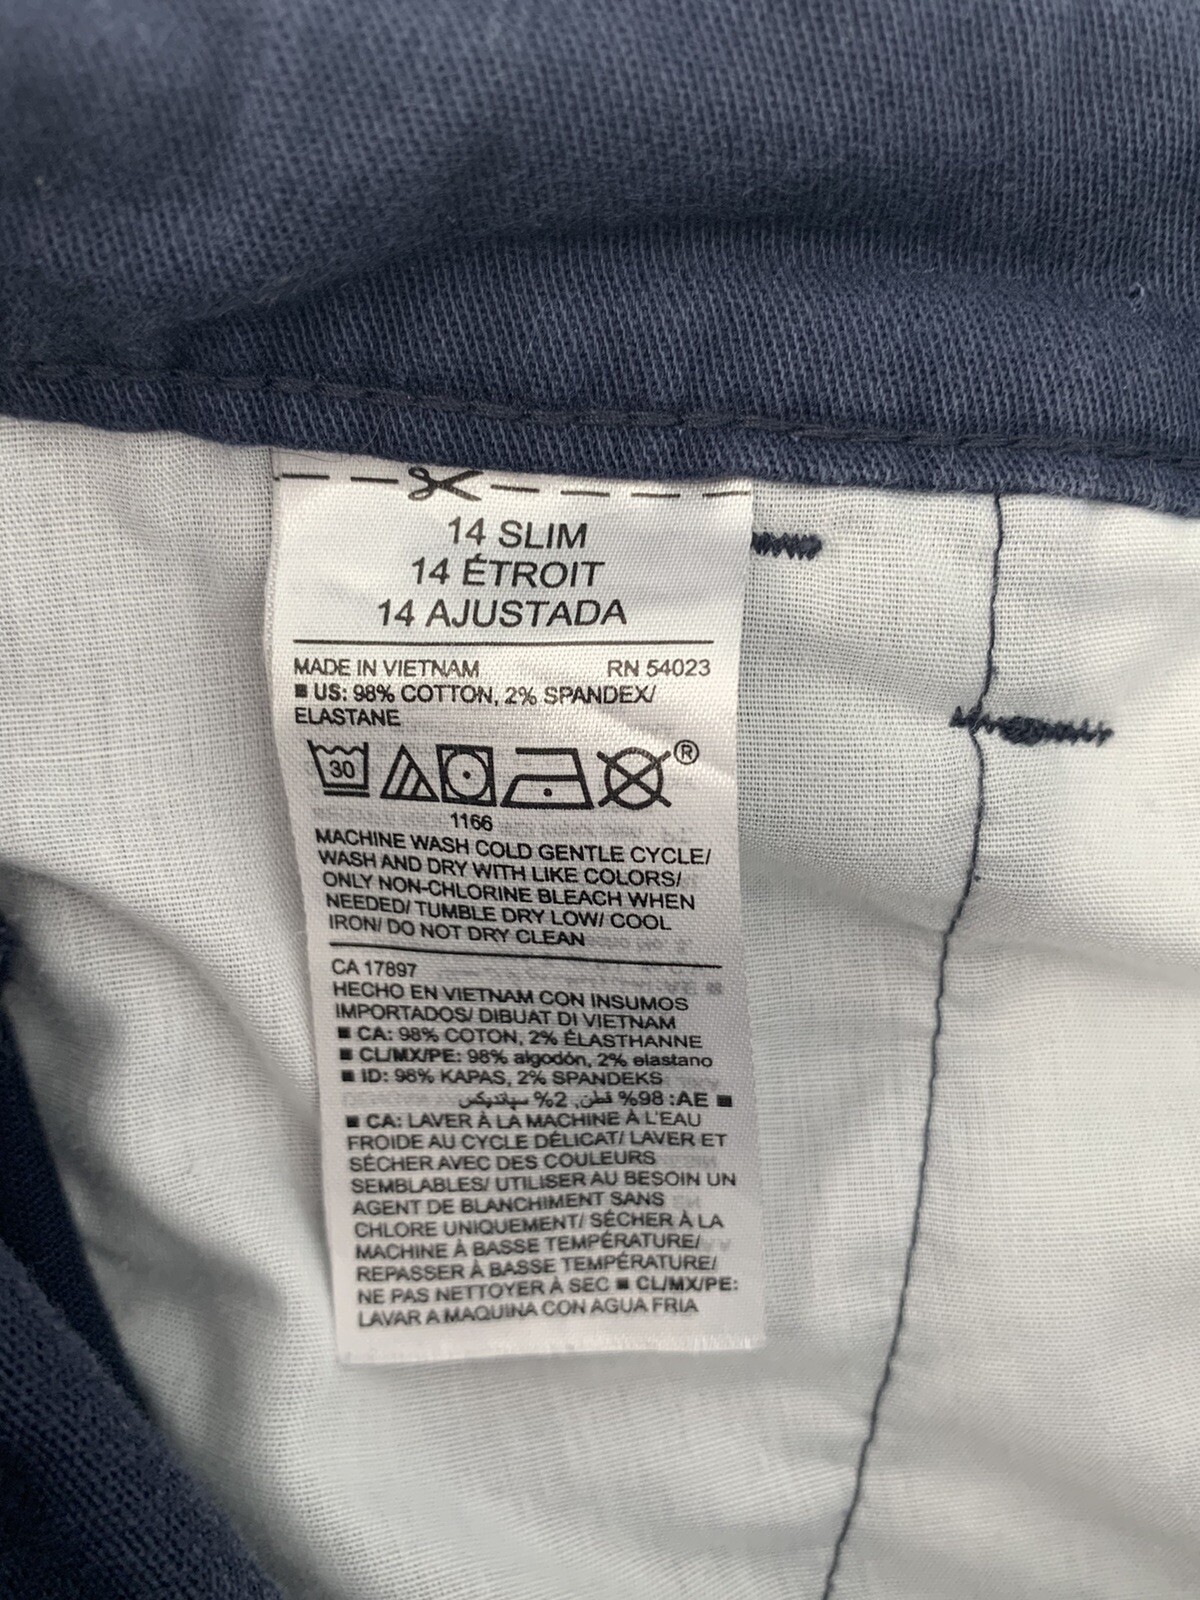 14 SLIM
14 ÉTROIT
14 AJUSTADA
MADE IN VIETNAM RN 54023
■ US: 98% COTTON, 2% SPANDEX/
ELASTANE
30 ®
1166
MACHINE WASH COLD GENTLE CYCLE/
WASH AND DRY WITH LIKE COLORS/
ONLY NON-CHLORINE BLEACH WHEN
NEEDED/ TUMBLE DRY LOW/ COOL
IRON/ DO NOT DRY CLEAN
CA 17897
HECHO EN VIETNAM CON INSUMOS
IMPORTADOS/ DIBUAT DI VIETNAM
■ CA: 98% COTON, 2% ÉLASTHANNE
■ CL/MX/PE: 98% algodón, 2% elastano
■ ID: 98% KAPAS, 2% SPANDEKS
■ AE: 98% قطن, 2% سپانديكس
■ CA: LAVER À LA MACHINE À L'EAU
FROIDE AU CYCLE DÉLICAT/ LAVER ET
SÉCHER AVEC DES COULEURS
SEMBLABLES/ UTILISER AU BESOIN UN
AGENT DE BLANCHIMENT SANS
CHLORE UNIQUEMENT/ SÉCHER À LA
MACHINE À BASSE TEMPÉRATURE/
REPASSER À BASSE TEMPÉRATURE/
NE PAS NETTOYER À SEC ■ CL/MX/PE:
LAVAR A MAQUINA CON AGUA FRIA